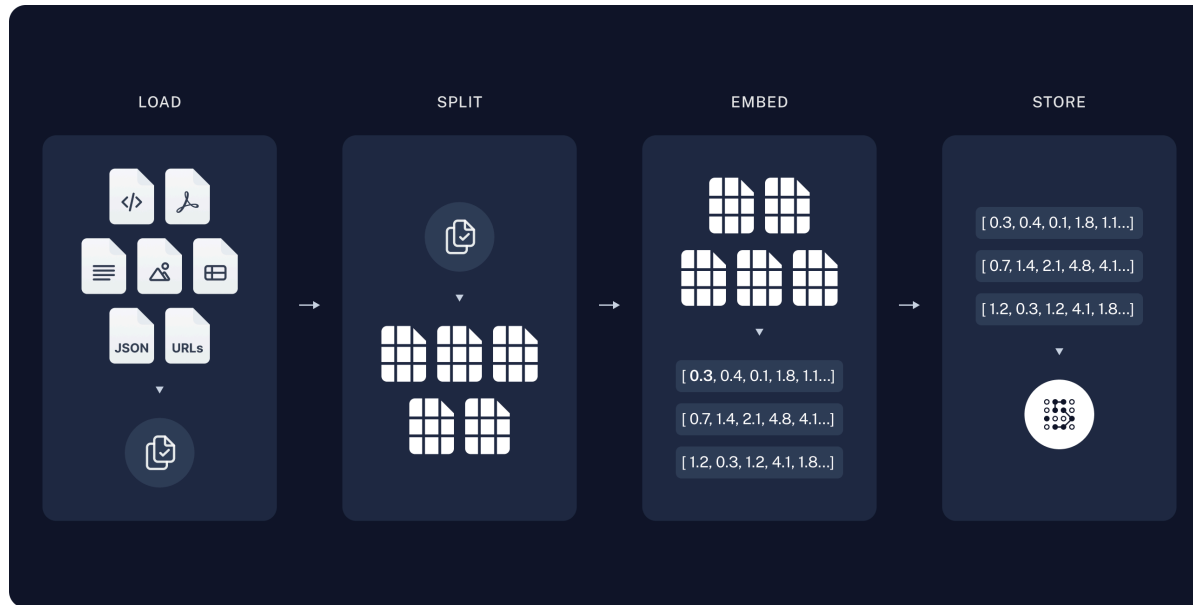 LOAD
SPLIT
EMBED
STORE
</>
JSON
URLs
[ 0.3, 0.4, 0.1, 1.8, 1.1...]
[ 0.7, 1.4, 2.1, 4.8, 4.1...]
[ 1.2, 0.3, 1.2, 4.1, 1.8...]
[ 0.3, 0.4, 0.1, 1.8, 1.1...]
[ 0.7, 1.4, 2.1, 4.8, 4.1...]
[ 1.2, 0.3, 1.2, 4.1, 1.8...]